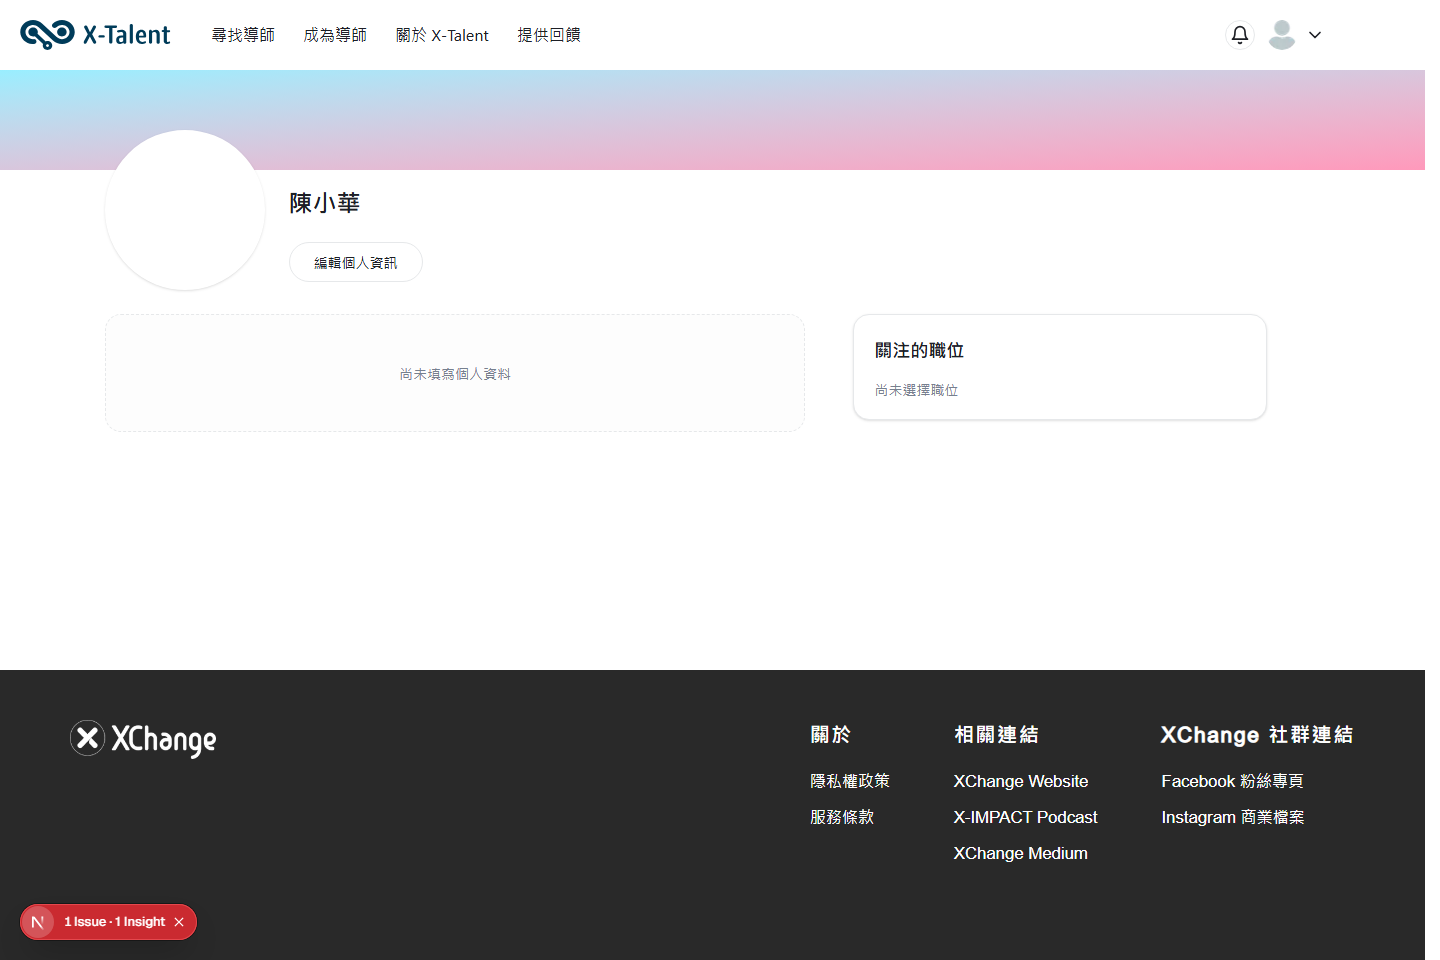 X-Talent
尋找導師
成為導師
關於 X-Talent
提供回饋
陳小華
編輯個人資訊
尚未填寫個人資料
關注的職位
尚未選擇職位
XChange
關於
隱私權政策
服務條款
相關連結
XChange Website
X-IMPACT Podcast
XChange Medium
XChange 社群連結
Facebook 粉絲專頁
Instagram 商業檔案
N
1 Issue · 1 Insight